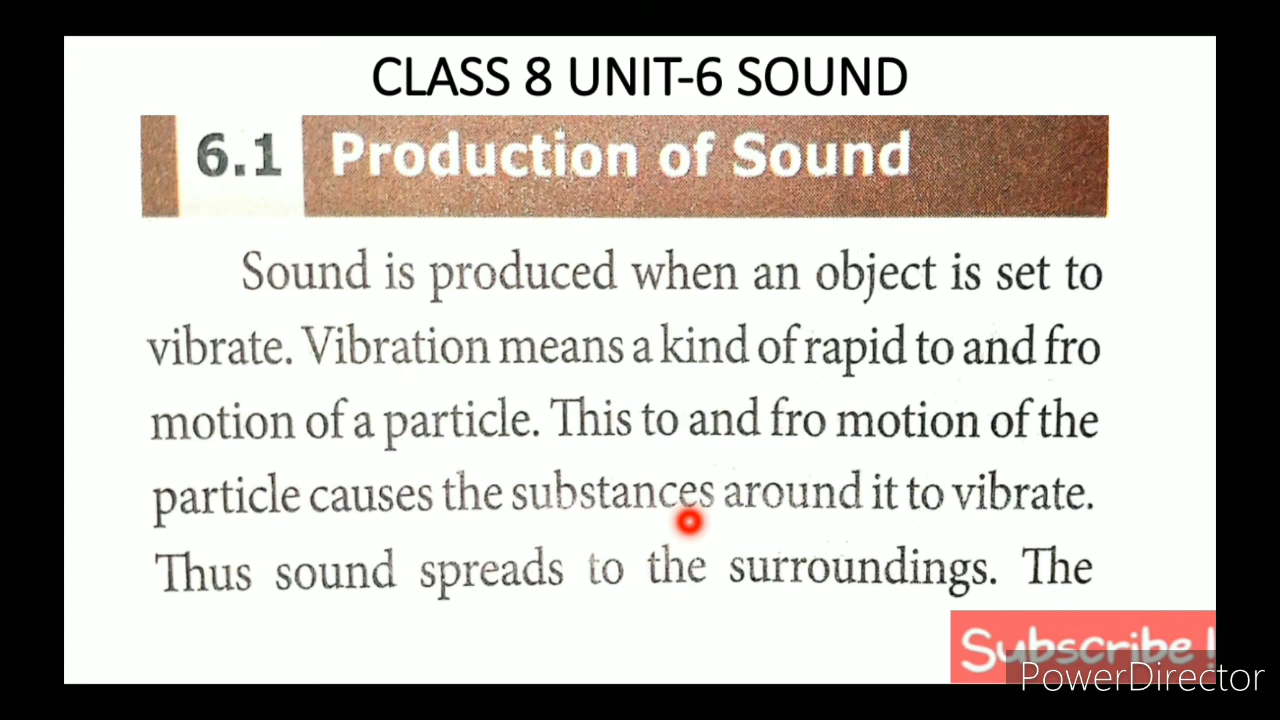 CLASS 8 UNIT-6 SOUND
6.1 Production of Sound
Sound is produced when an object is set to
vibrate. Vibration means a kind of rapid to and fro
motion of a particle. This to and fro motion of the
particle causes the substances around it to vibrate.
Thus sound spreads to the surroundings. The
Subscribe !
PowerDirector